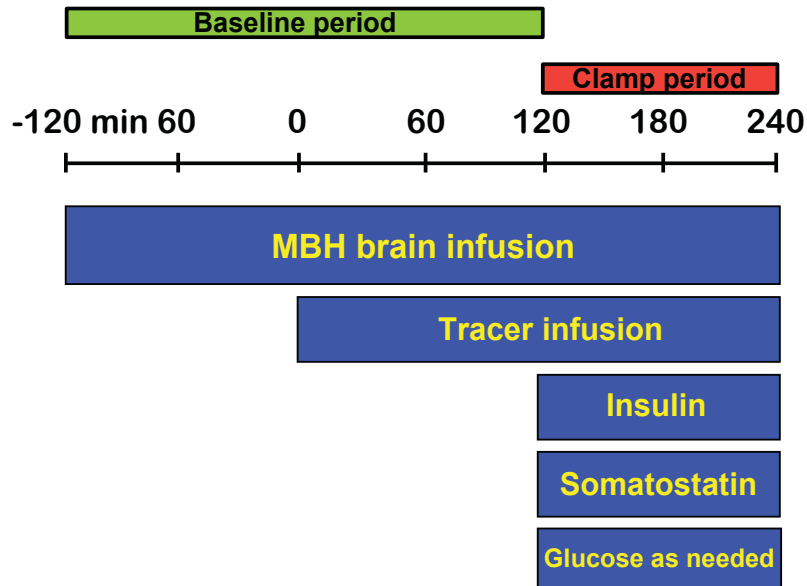 Baseline period
Clamp period
-120 min 60 0 60 120 180 240
MBH brain infusion
Tracer infusion
Insulin
Somatostatin
Glucose as needed